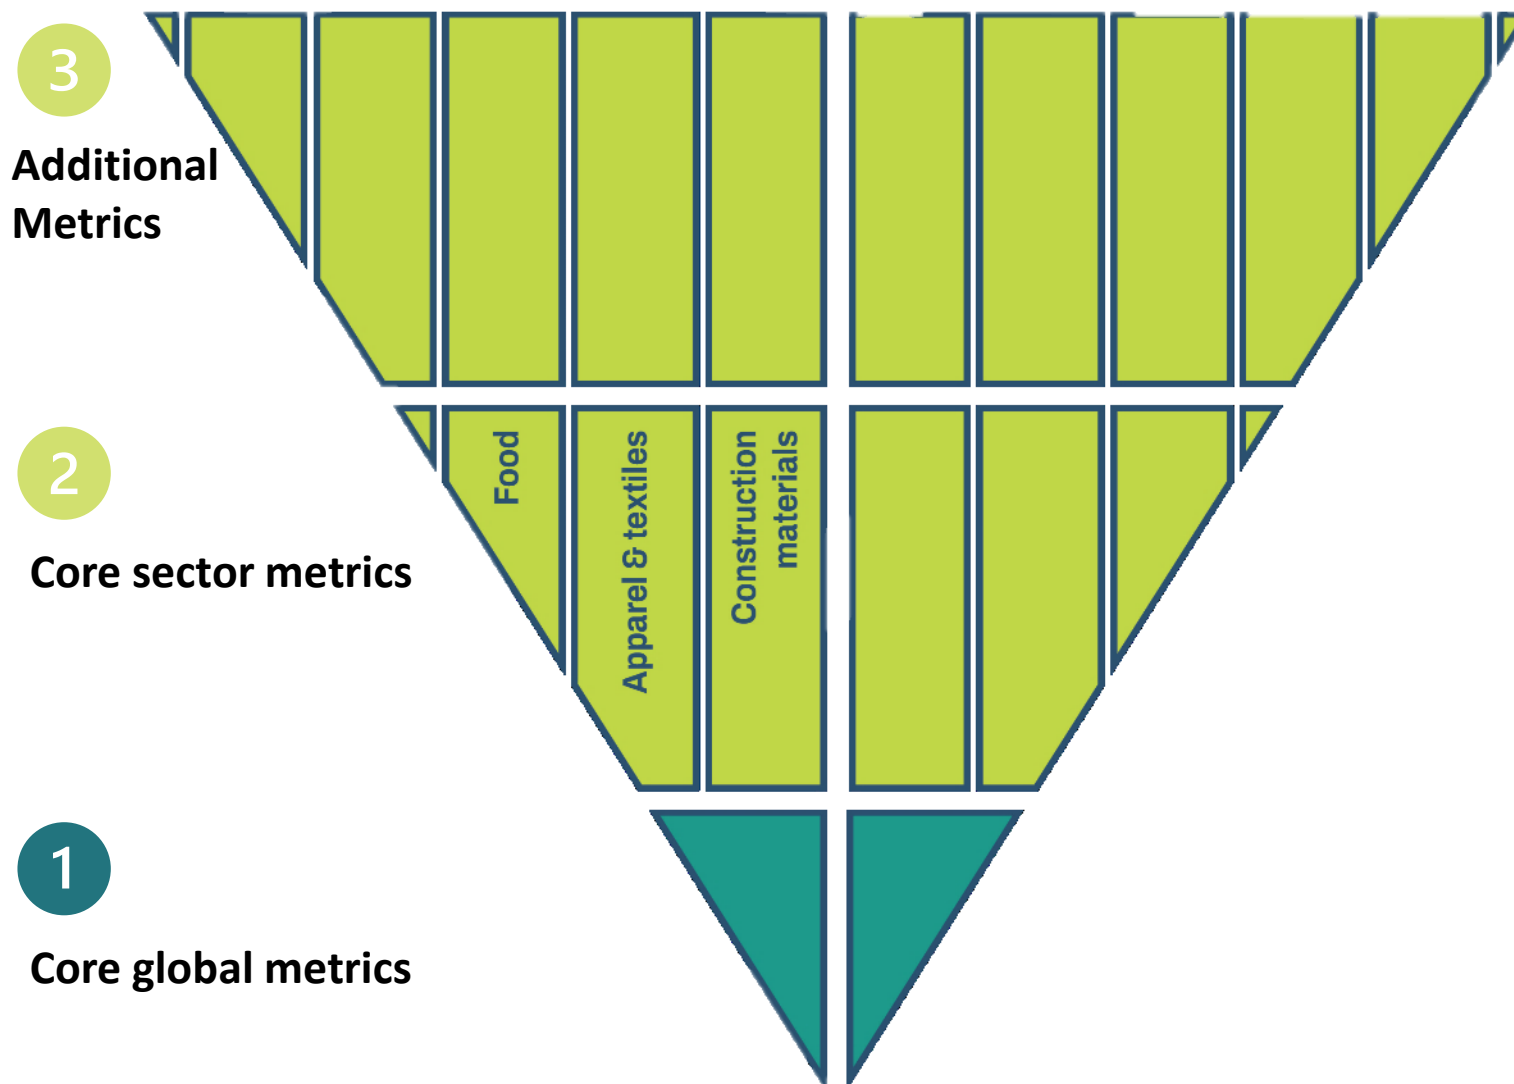 3
Additional
Metrics
2
Core sector metrics
Food
Apparel & textiles
Construction
materials
1
Core global metrics